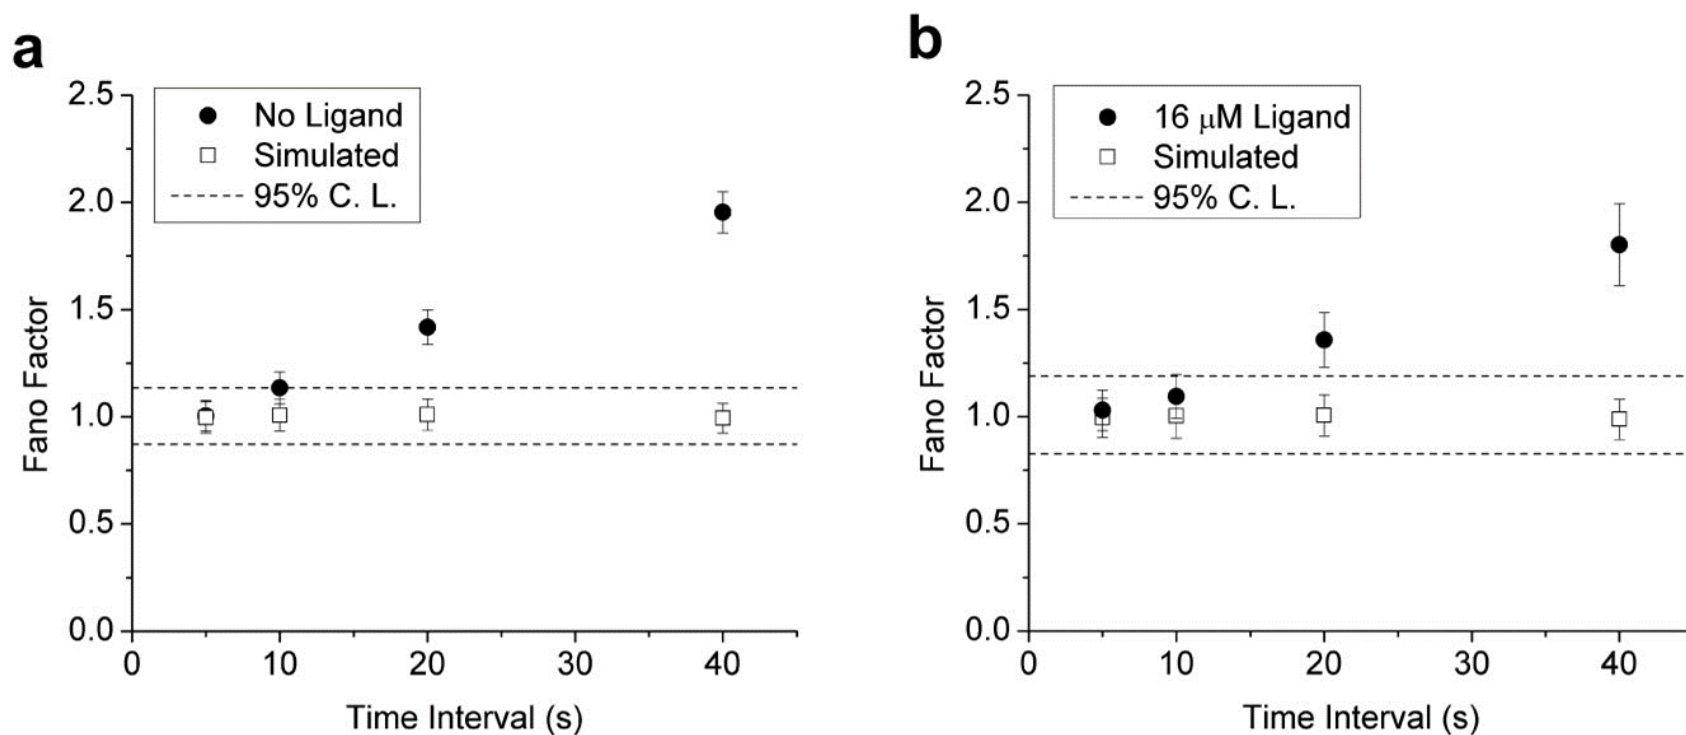 a
2.5
2.0
1.5
1.0
0.5
0.0
Fano Factor
No Ligand
Simulated
95% C. L.
0 10 20 30 40
Time Interval (s)
b
2.5
2.0
1.5
1.0
0.5
0.0
Fano Factor
16 μM Ligand
Simulated
95% C. L.
0 10 20 30 40
Time Interval (s)